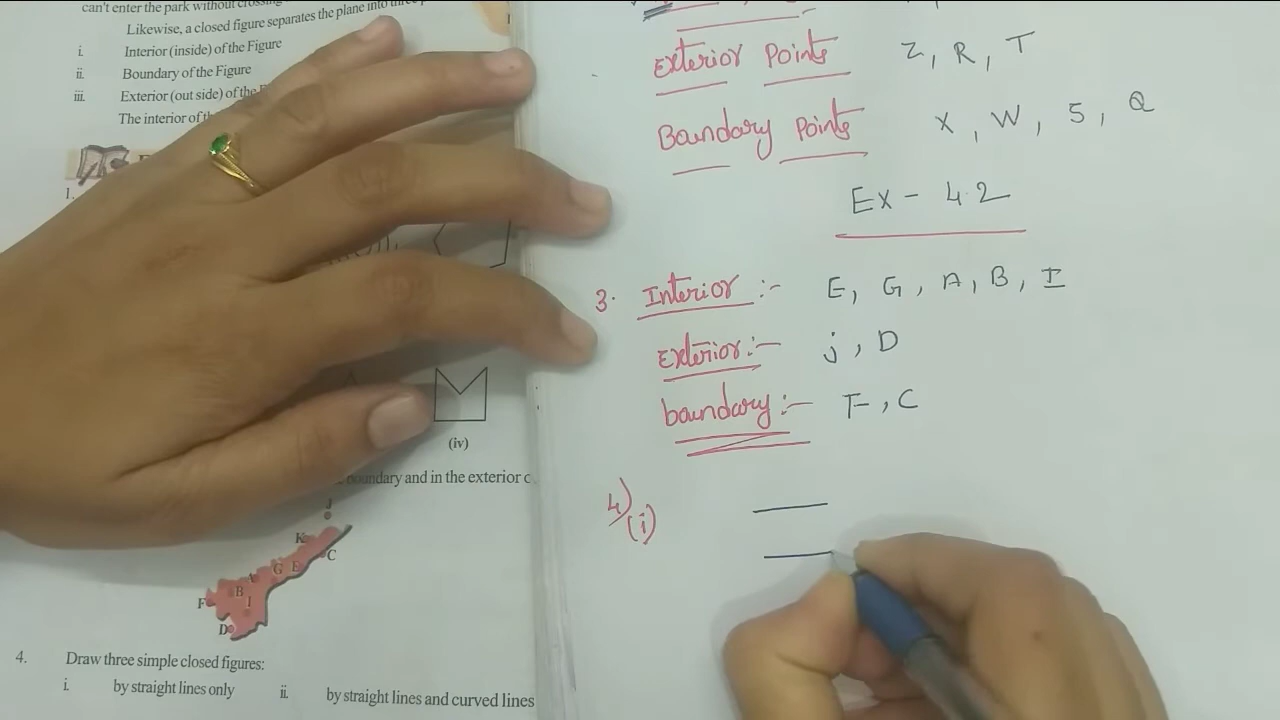 can't enter the park without crossing
Likewise, a closed figure separates the plane into three
i. Interior (inside) of the Figure
ii. Boundary of the Figure
iii. Exterior (out side) of the
The interior of
1.
(iv)
boundary and in the exterior
J
K
C
G E
A
B
I
F
D
4. Draw three simple closed figures:
i. by straight lines only ii. by straight lines and curved lines
Exterior Points Z, R, T
Boundary Points X, W, S, Q
Ex - 4.2
3. Interior :- E, G, A, B, I
Exterior :- j, D
boundary :- F, C
4) (i)